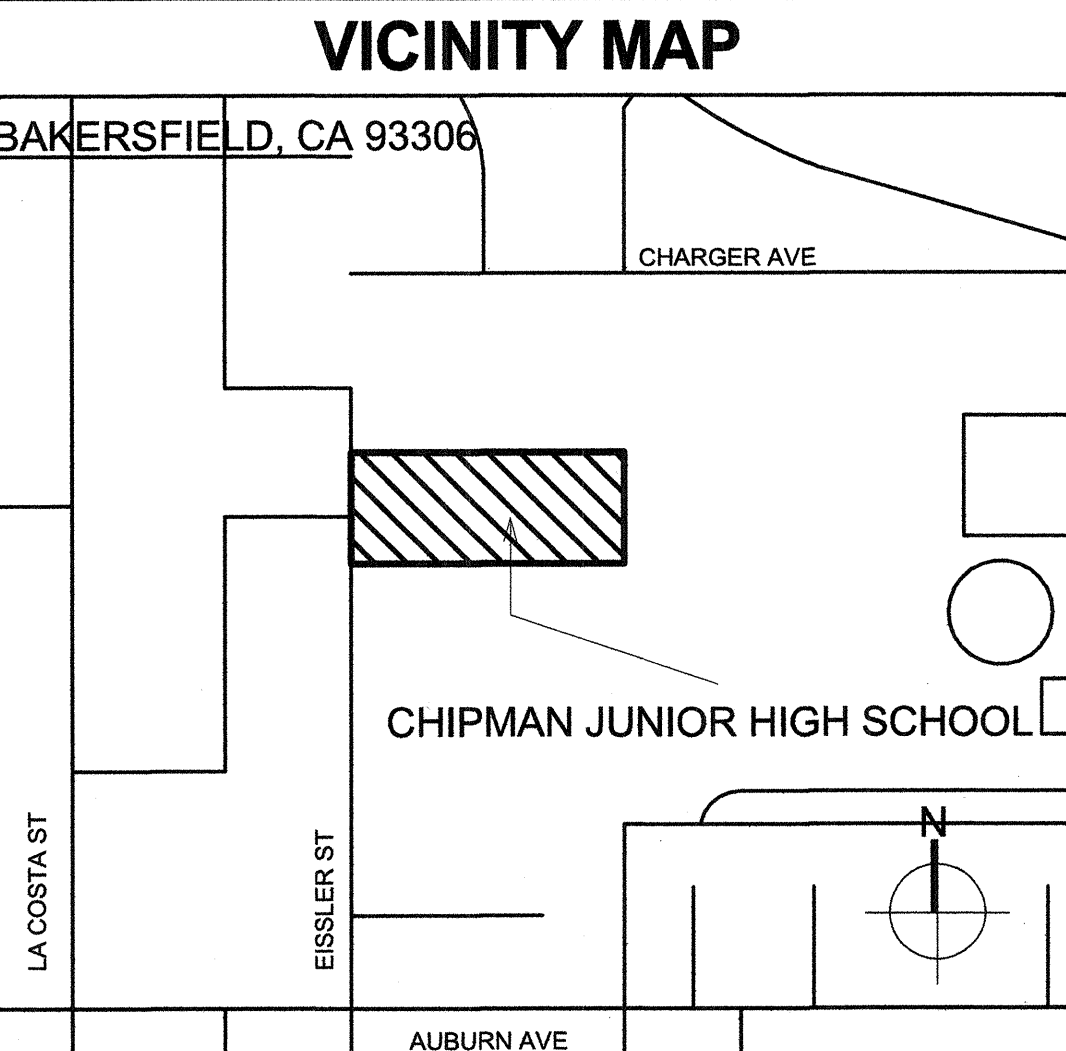 VICINITY MAP
BAKERSFIELD, CA 93306
CHARGER AVE
CHIPMAN JUNIOR HIGH SCHOOL
N
LA COSTA ST
EISSLER ST
AUBURN AVE